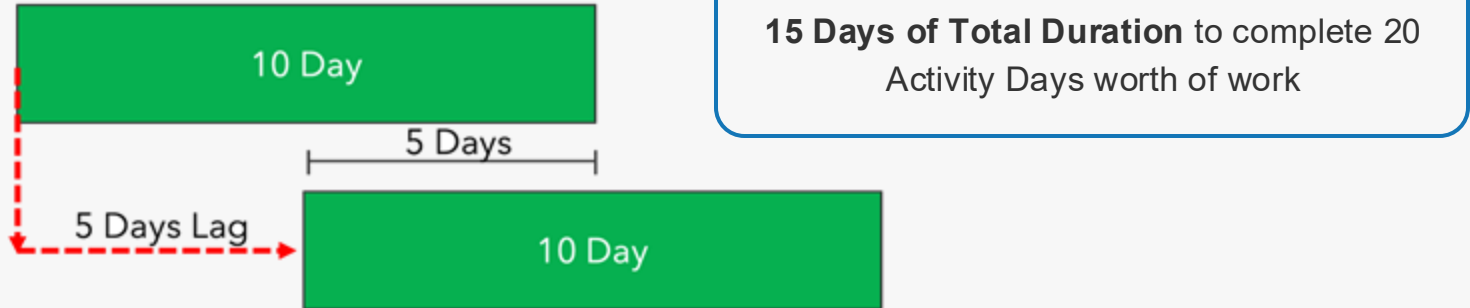 10 Day
15 Days of Total Duration to complete 20
Activity Days worth of work
5 Days
5 Days Lag
10 Day